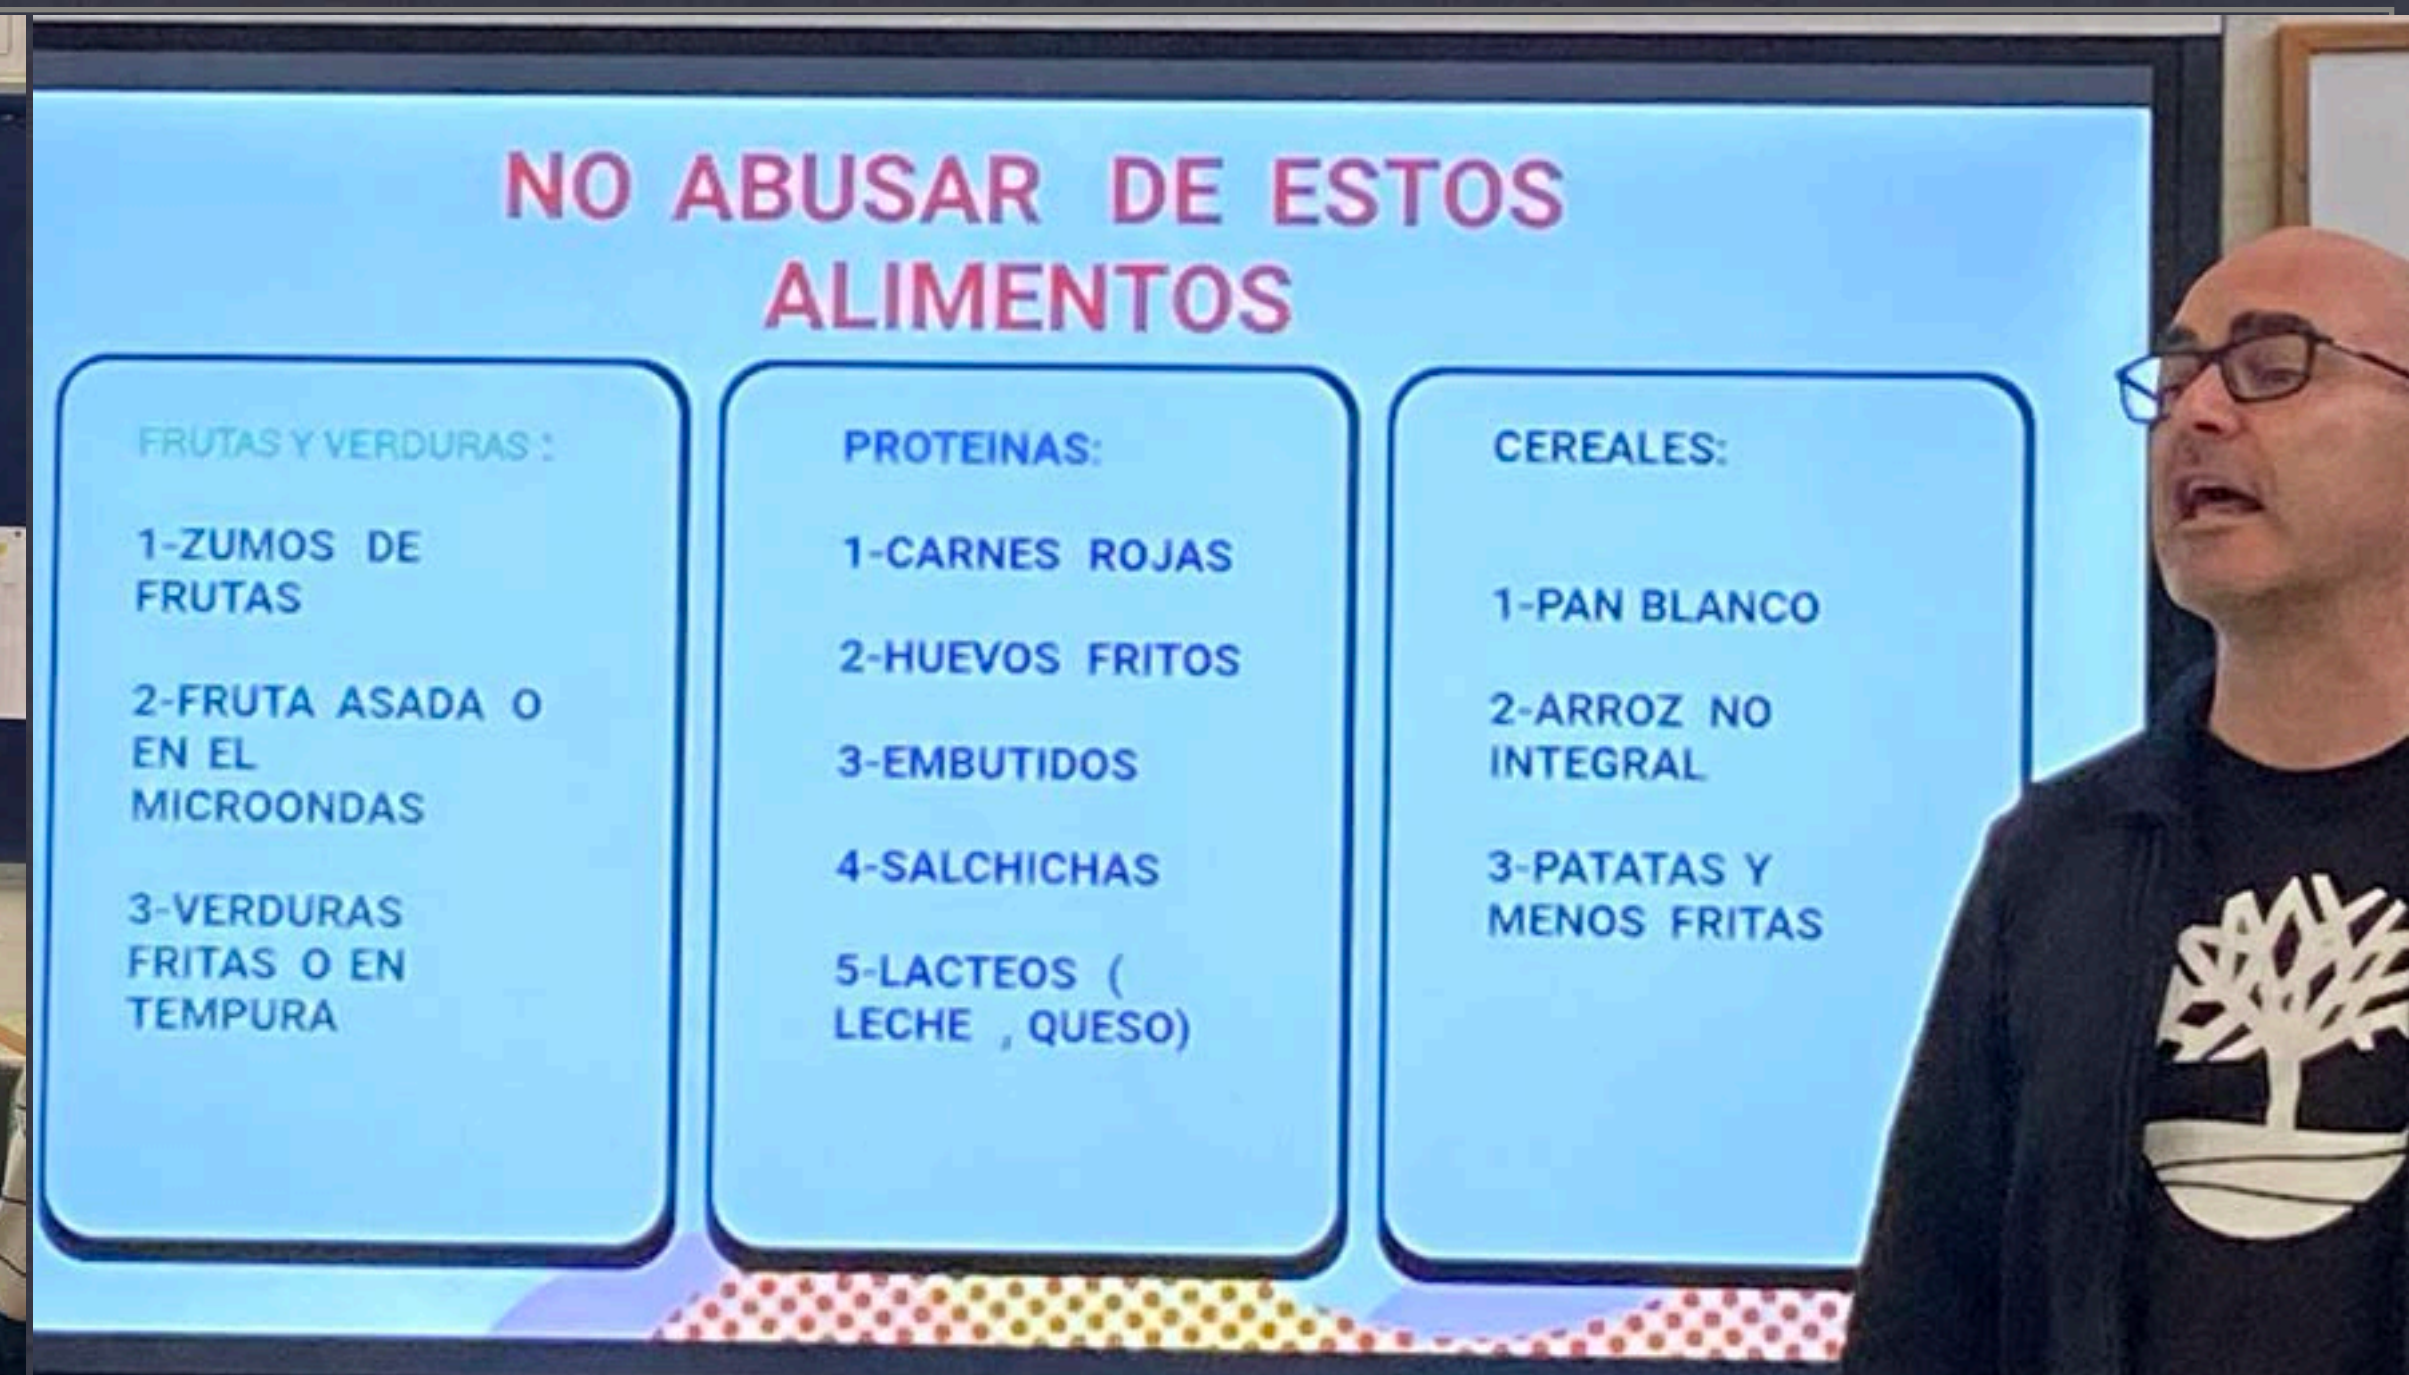 NO ABUSAR DE ESTOS
ALIMENTOS
FRUTAS Y VERDURAS :
1-ZUMOS DE
FRUTAS
2-FRUTA ASADA O
EN EL
MICROONDAS
3-VERDURAS
FRITAS O EN
TEMPURA
PROTEINAS:
1-CARNES ROJAS
2-HUEVOS FRITOS
3-EMBUTIDOS
4-SALCHICHAS
5-LACTEOS (
LECHE , QUESO)
CEREALES:
1-PAN BLANCO
2-ARROZ NO
INTEGRAL
3-PATATAS Y
MENOS FRITAS